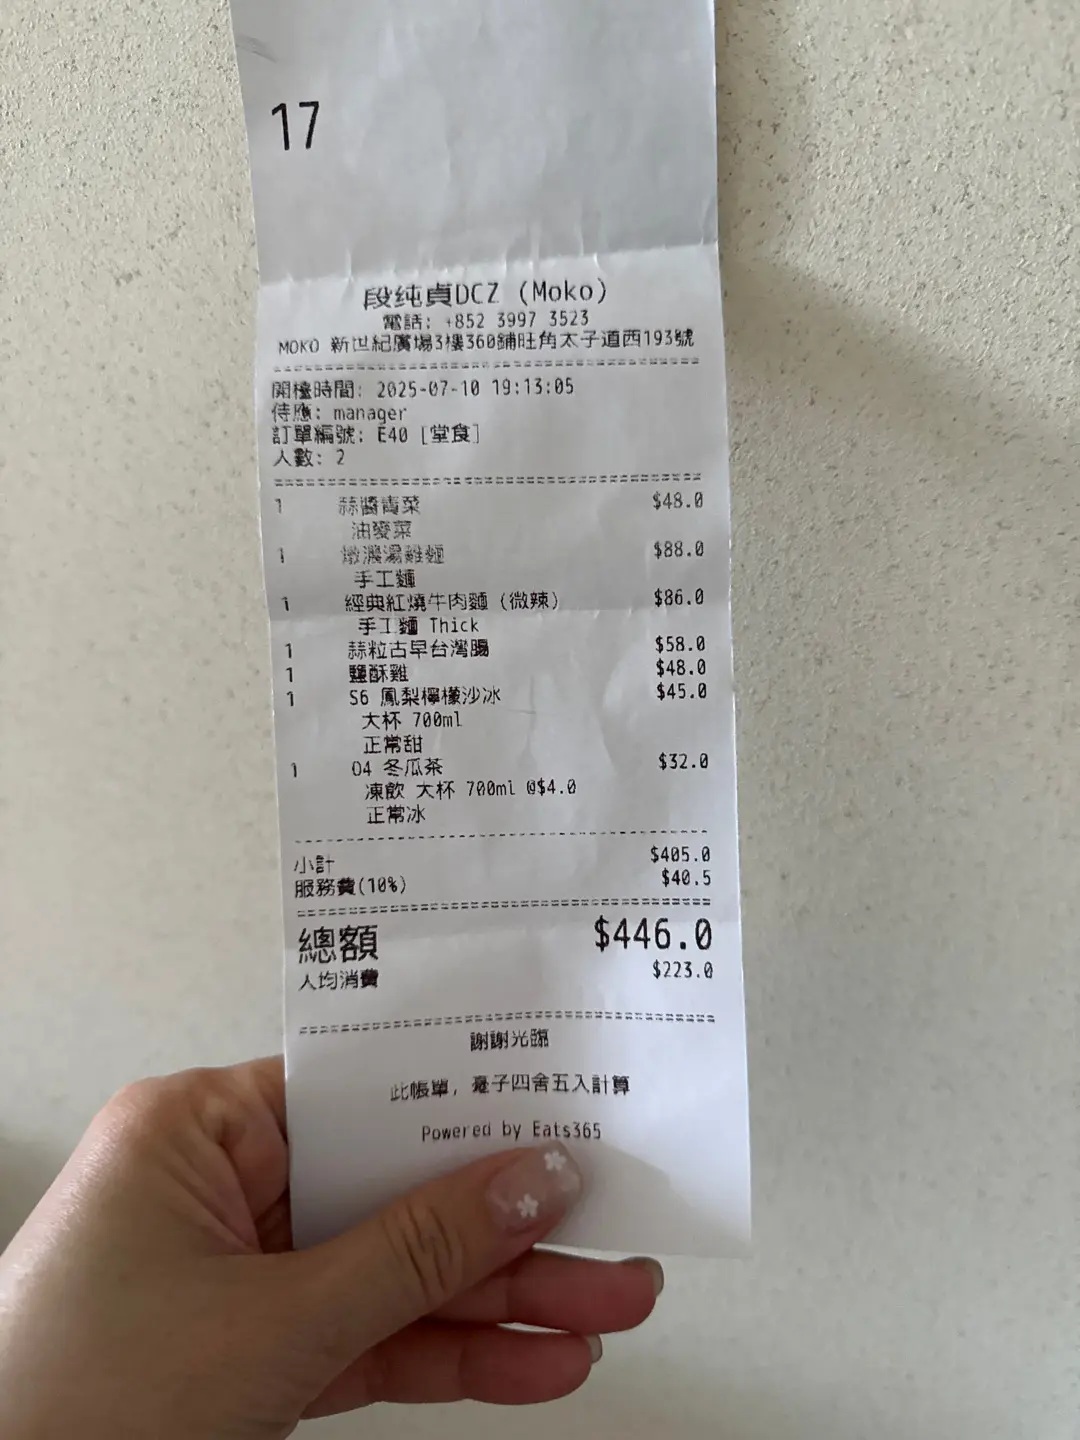 17
段纯貞DCZ (Moko)
電話: +852 3997 3523
MOKO 新世紀廣場3樓360鋪旺角太子道西193號
開檯時間: 2025-07-10 19:13:05
侍應: manager
訂單編號: E40 [堂食]
人數: 2
1 蒜醬青菜 $48.0
油麥菜
1 燉濃湯雞麵 $88.0
手工麵
1 經典紅燒牛肉麵 (微辣) $86.0
手工麵 Thick
1 蒜粒古早台灣腸 $58.0
1 鹽酥雞 $48.0
1 S6 鳳梨檸檬沙冰 $45.0
大杯 700ml
正常甜
1 04 冬瓜茶 $32.0
凍飲 大杯 700ml @$4.0
正常冰
小計 $405.0
服務費(10%) $40.5
總額 $446.0
人均消費 $223.0
謝謝光臨
此帳單, 毫子四舍五入計算
Powered by Eats365